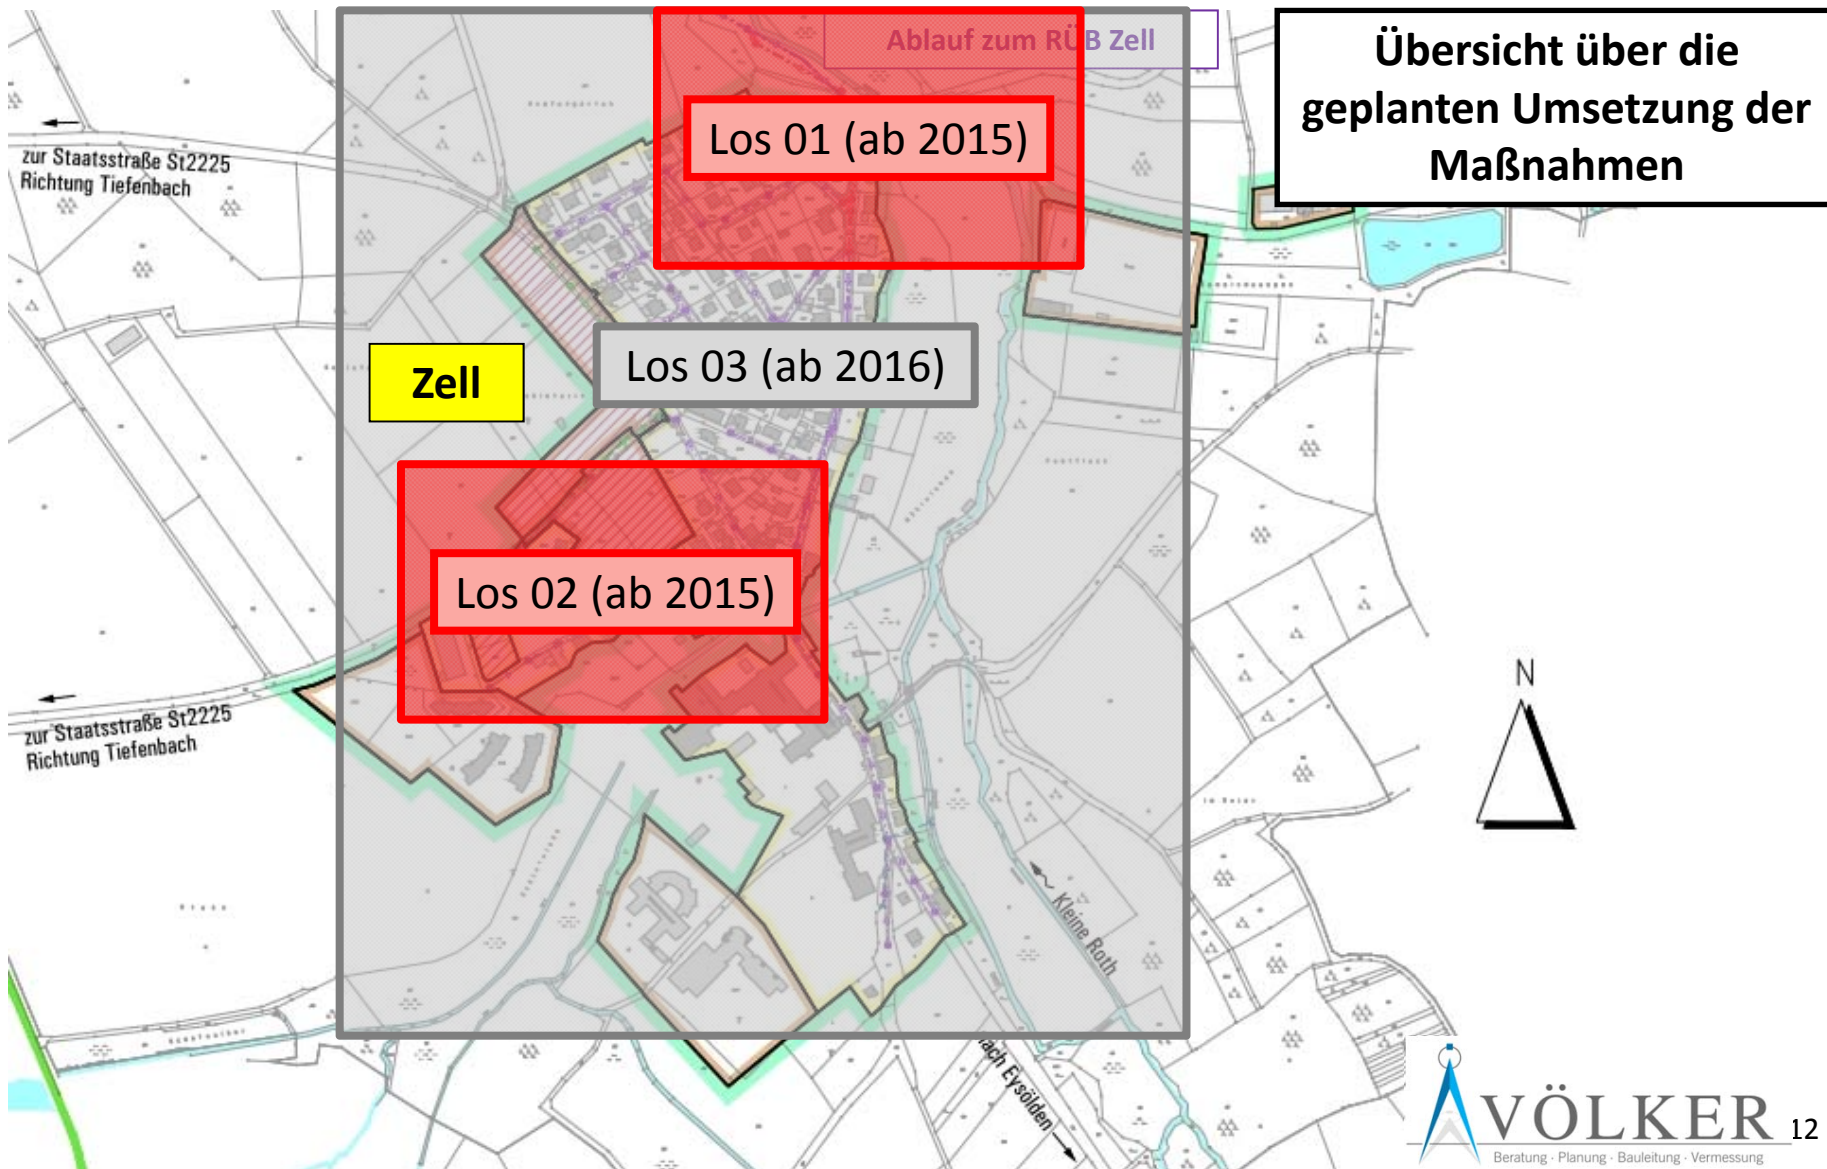 Ablauf zum RÜB Zell
Übersicht über die
geplanten Umsetzung der
Maßnahmen
Los 01 (ab 2015)
zur Staatsstraße St2225
Richtung Tiefenbach
Los 03 (ab 2016)
Zell
Los 02 (ab 2015)
zur Staatsstraße St2225
Richtung Tiefenbach
N
Kleine Roth
nach Eysölden
VÖLKER
Beratung · Planung · Bauleitung · Vermessung
12